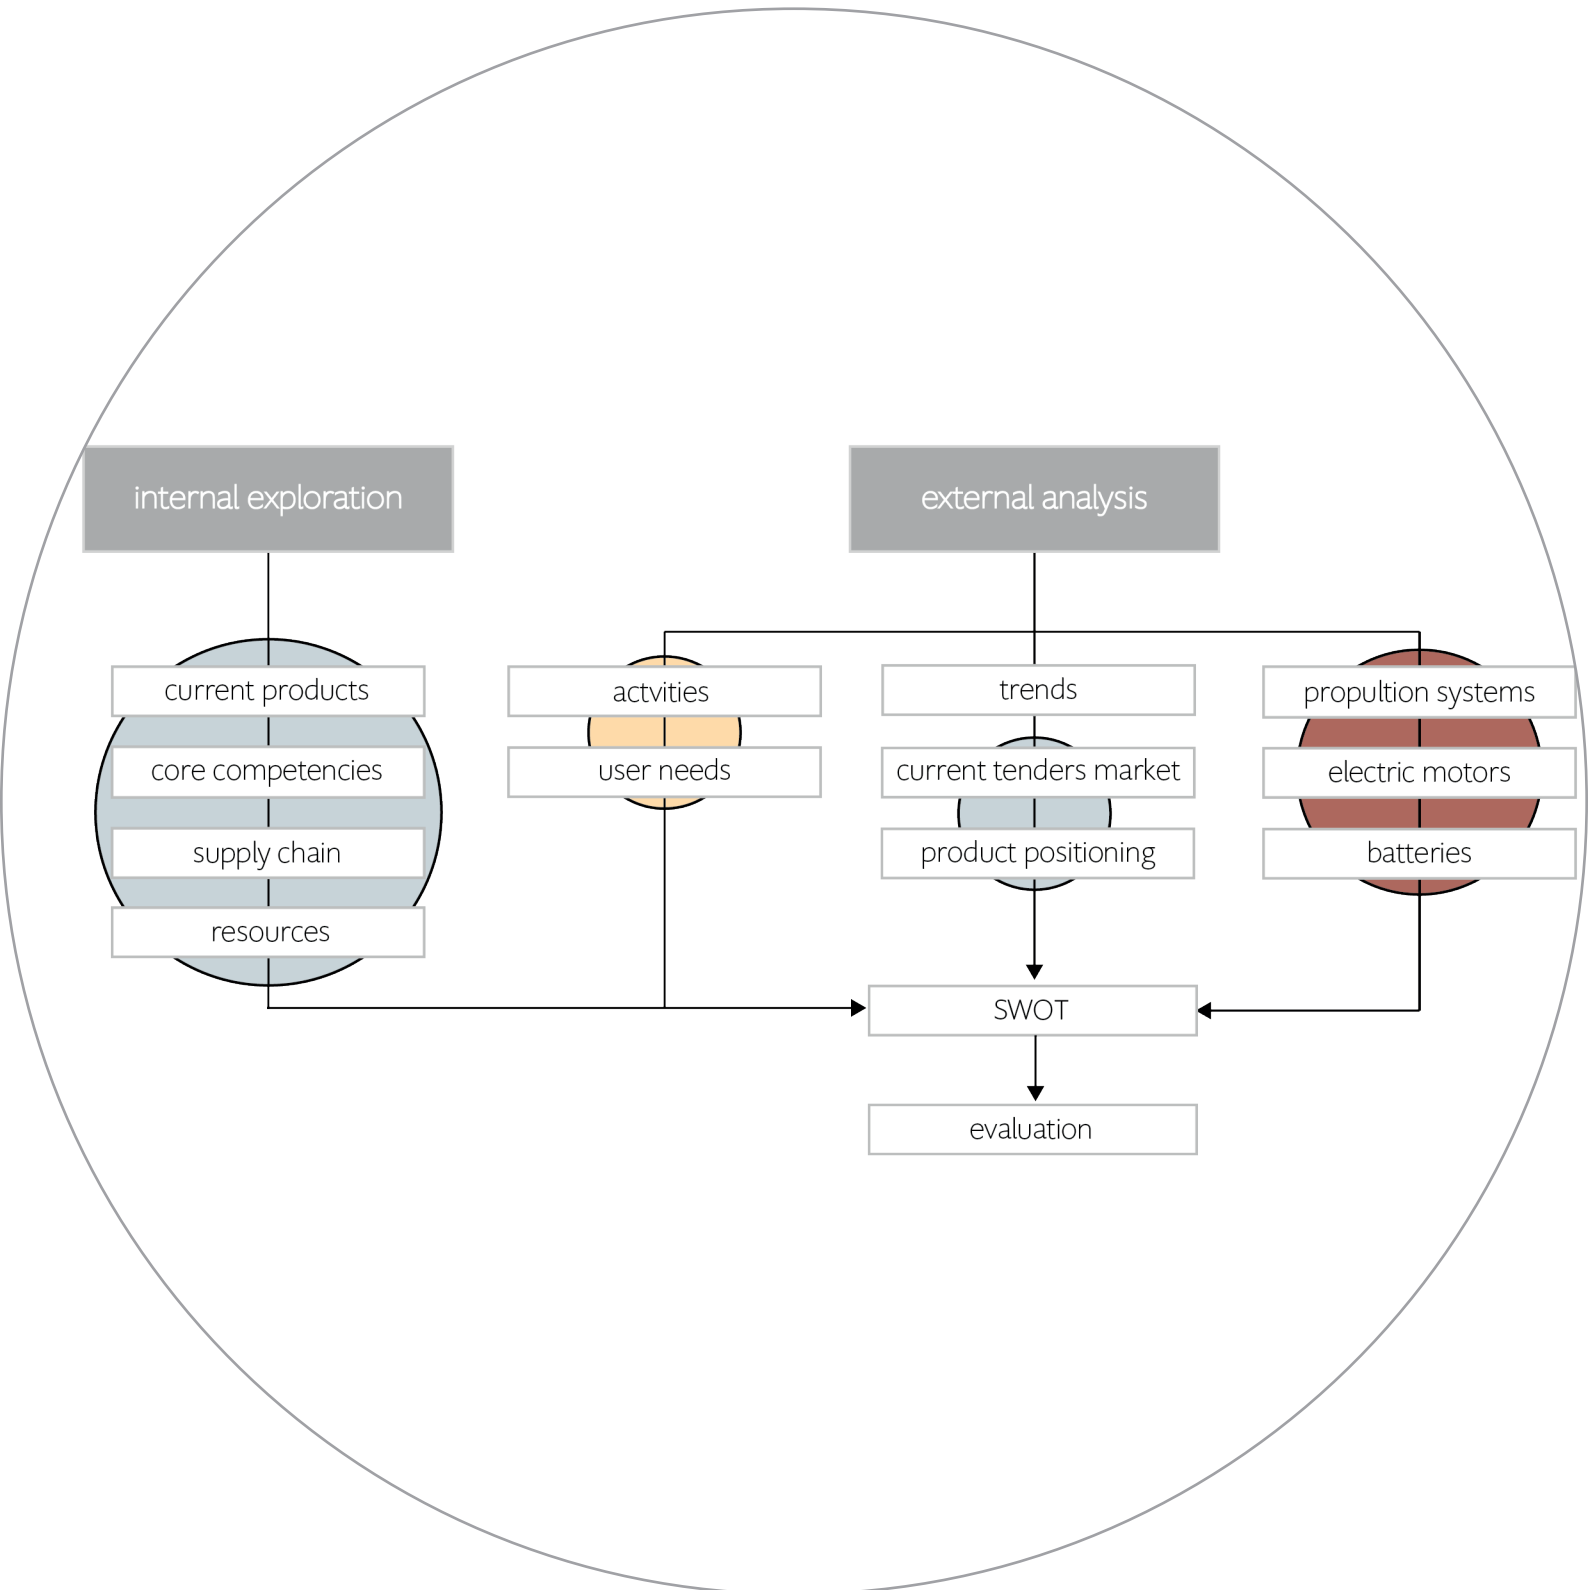 internal exploration
external analysis
current products
core competencies
supply chain
resources
actvities
user needs
trends
current tenders market
product positioning
propultion systems
electric motors
batteries
SWOT
evaluation